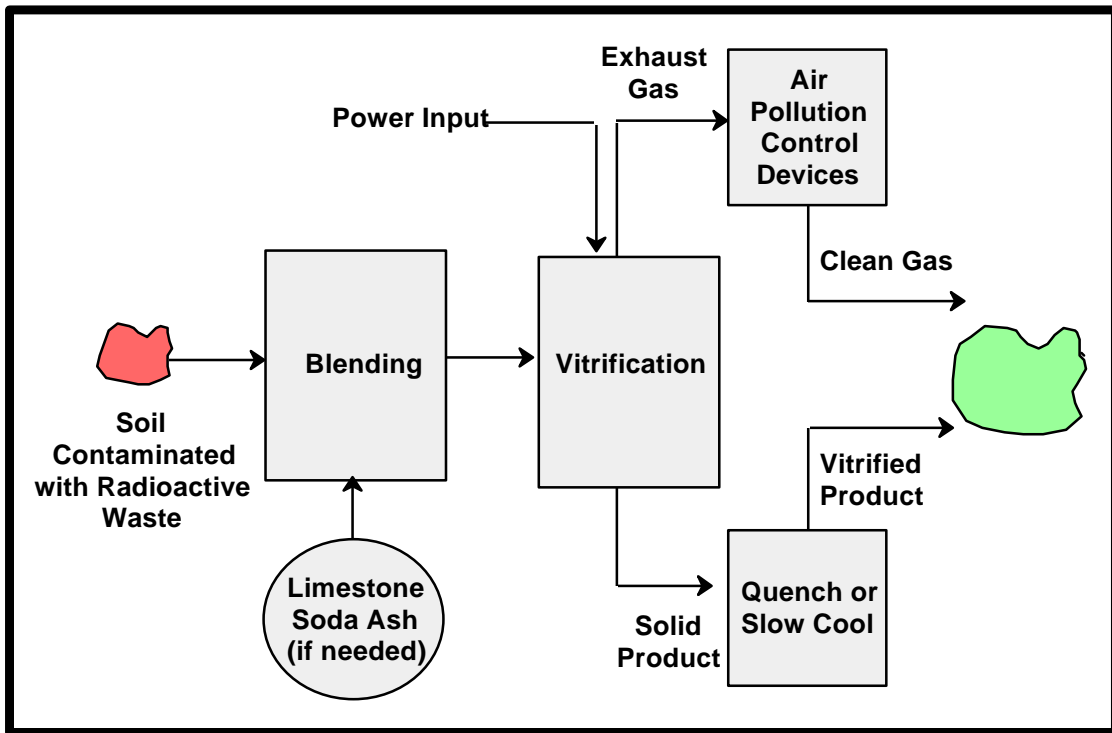 Exhaust
Gas
Air
Pollution
Control
Devices
Power Input
Clean Gas
Blending
Vitrification
Soil
Contaminated
with Radioactive
Waste
Vitrified
Product
Limestone
Soda Ash
(if needed)
Solid
Product
Quench or
Slow Cool